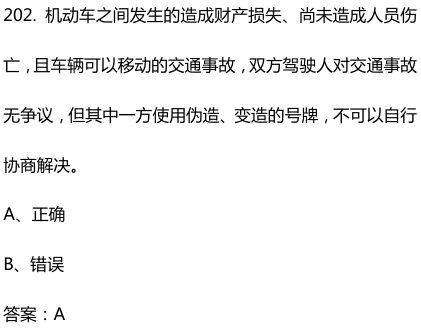 202. 机动车之间发生的造成财产损失、尚未造成人员伤
亡，且车辆可以移动的交通事故，双方驾驶人对交通事故
无争议，但其中一方使用伪造、变造的号牌，不可以自行
协商解决。
A、正确
B、错误
答案：A